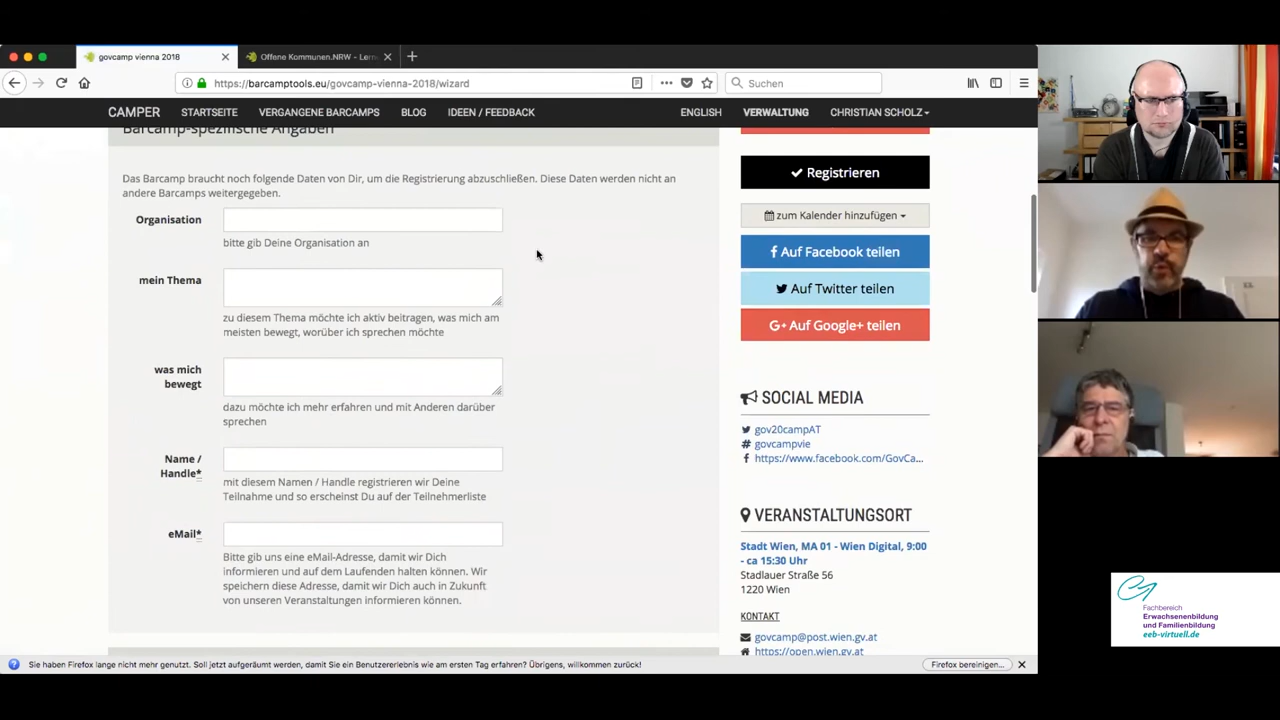 govcamp vienna 2018
Offene Kommunen.NRW - Lern
https://barcamptools.eu/govcamp-vienna-2018/wizard
Suchen
CAMPER STARTSEITE VERGANGENE BARCAMPS BLOG IDEEN / FEEDBACK ENGLISH VERWALTUNG CHRISTIAN SCHOLZ
Barcamp-spezifische Angaben
Das Barcamp braucht noch folgende Daten von Dir, um die Registrierung abzuschließen. Diese Daten werden nicht an
andere Barcamps weitergegeben.
Organisation
bitte gib Deine Organisation an
mein Thema
zu diesem Thema möchte ich aktiv beitragen, was mich am
meisten bewegt, worüber ich sprechen möchte
was mich
bewegt
dazu möchte ich mehr erfahren und mit Anderen darüber
sprechen
Name /
Handle*
mit diesem Namen / Handle registrieren wir Deine
Teilnahme und so erscheinst Du auf der Teilnehmerliste
eMail*
Bitte gib uns eine eMail-Adresse, damit wir Dich
informieren und auf dem Laufenden halten können. Wir
speichern diese Adresse, damit wir Dich auch in Zukunft
von unseren Veranstaltungen informieren können.
Registrieren
zum Kalender hinzufügen
Auf Facebook teilen
Auf Twitter teilen
G+ Auf Google+ teilen
SOCIAL MEDIA
gov20campAT
# govcampvie
https://www.facebook.com/GovCa...
VERANSTALTUNGSORT
Stadt Wien, MA 01 - Wien Digital, 9:00
- ca 15:30 Uhr
Stadlauer Straße 56
1220 Wien
KONTAKT
govcamp@post.wien.gv.at
https://open.wien.gv.at
Sie haben Firefox lange nicht mehr genutzt. Soll jetzt aufgeräumt werden, damit Sie ein Benutzererlebnis wie am ersten Tag erfahren? Übrigens, willkommen zurück!
Firefox bereinigen...
Fachbereich
Erwachsenenbildung
und Familienbildung
eeb-virtuell.de